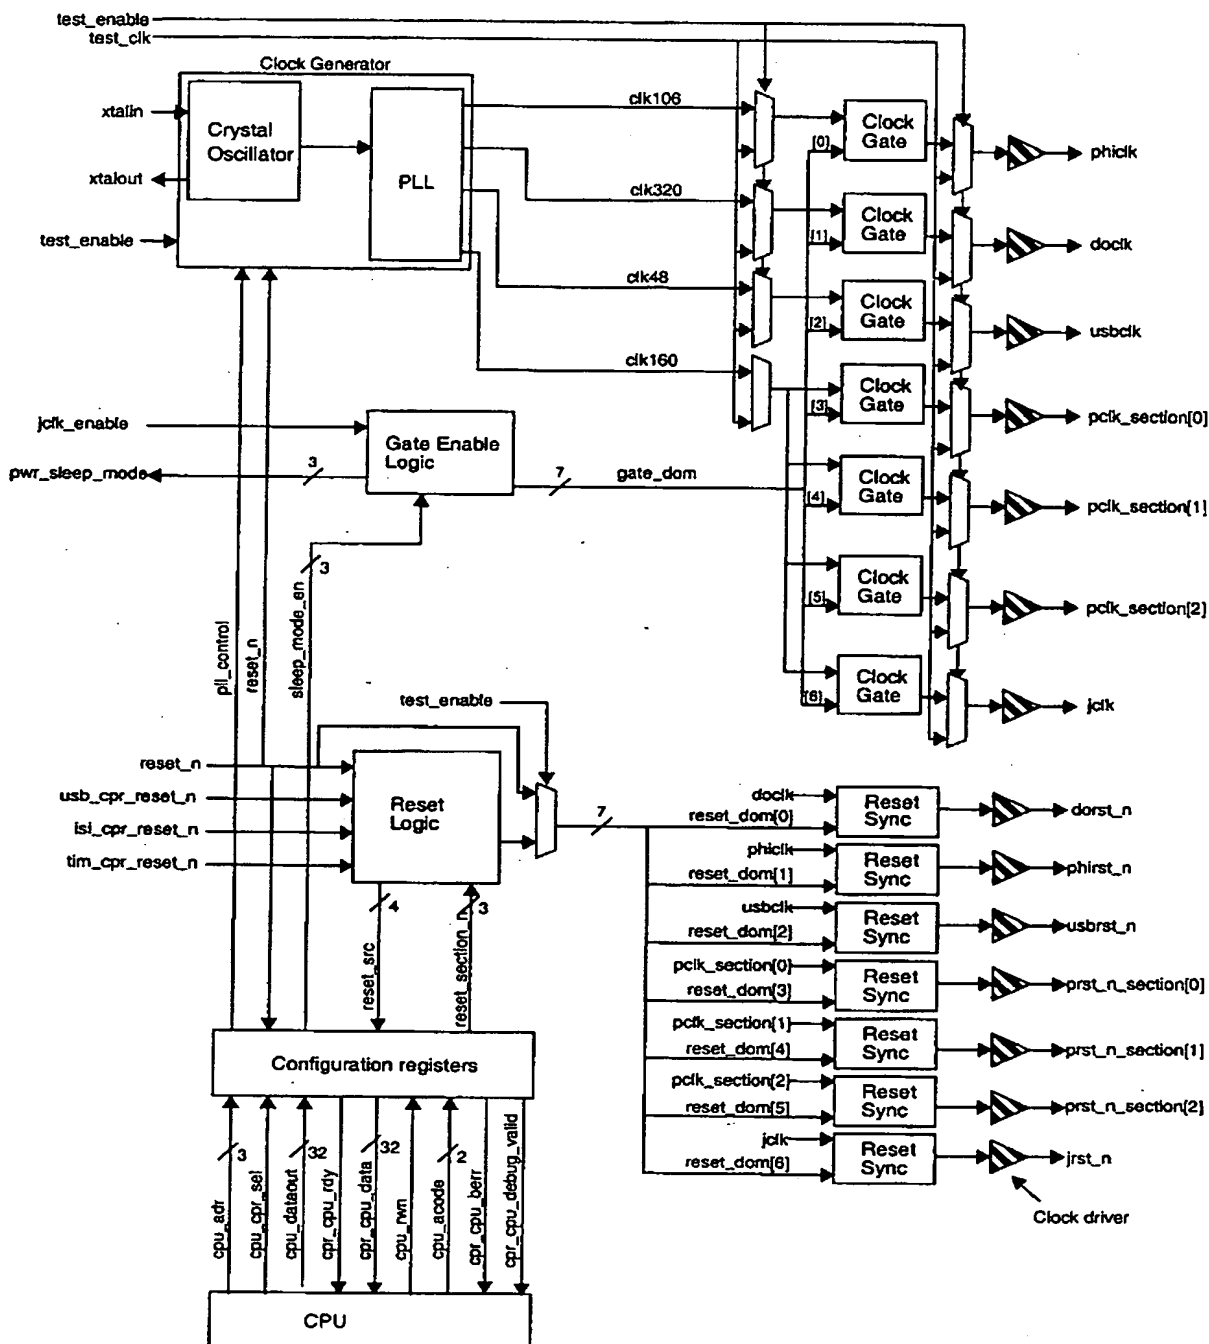 test_enable
test_clk
Clock Generator
xtalin
xtalout
test_enable
Crystal
Oscillator
PLL
clk106
clk320
clk48
clk160
[0]
Clock
Gate
phiclk
[1]
Clock
Gate
doclk
[2]
Clock
Gate
usbclk
[3]
Clock
Gate
pclk_section[0]
[4]
Clock
Gate
pclk_section[1]
[5]
Clock
Gate
pclk_section[2]
[6]
Clock
Gate
jclk
jclk_enable
pwr_sleep_mode
3
Gate Enable
Logic
7
gate_dom
3
pll_control
reset_n
sleep_mode_en
test_enable
reset_n
usb_cpr_reset_n
isi_cpr_reset_n
tim_cpr_reset_n
Reset
Logic
7
4
3
reset_src
reset_section_n
doclk
reset_dom[0]
Reset
Sync
dorst_n
phiclk
reset_dom[1]
Reset
Sync
phirst_n
usbclk
reset_dom[2]
Reset
Sync
usbrst_n
pclk_section[0]
reset_dom[3]
Reset
Sync
prst_n_section[0]
pclk_section[1]
reset_dom[4]
Reset
Sync
prst_n_section[1]
pclk_section[2]
reset_dom[5]
Reset
Sync
prst_n_section[2]
jclk
reset_dom[6]
Reset
Sync
jrst_n
Clock driver
Configuration registers
3
32
32
2
cpu_adr
cpu_cpr_sel
cpu_dataout
cpr_cpu_rdy
cpr_cpu_data
cpu_rwn
cpu_acode
cpr_cpu_berr
cpr_cpu_debug_valid
CPU